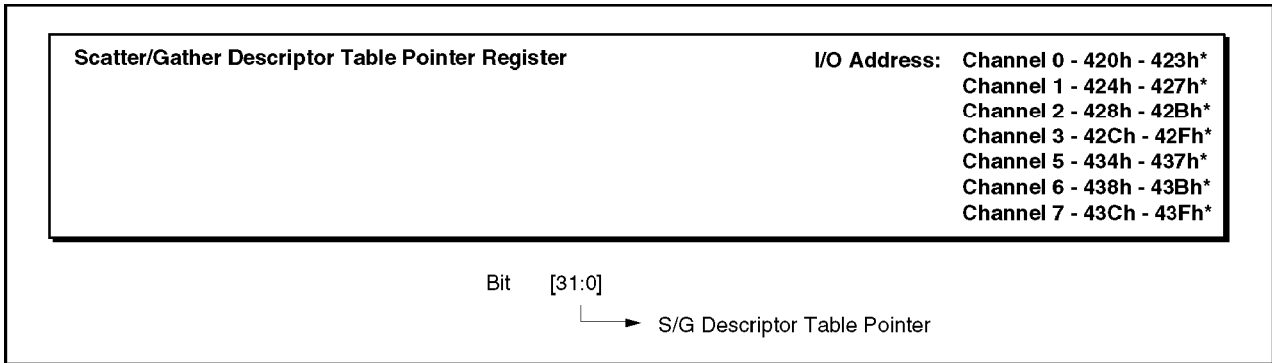 Scatter/Gather Descriptor Table Pointer Register I/O Address: Channel 0 - 420h - 423h*
Channel 1 - 424h - 427h*
Channel 2 - 428h - 42Bh*
Channel 3 - 42Ch - 42Fh*
Channel 5 - 434h - 437h*
Channel 6 - 438h - 43Bh*
Channel 7 - 43Ch - 43Fh*
Bit [31:0]
S/G Descriptor Table Pointer